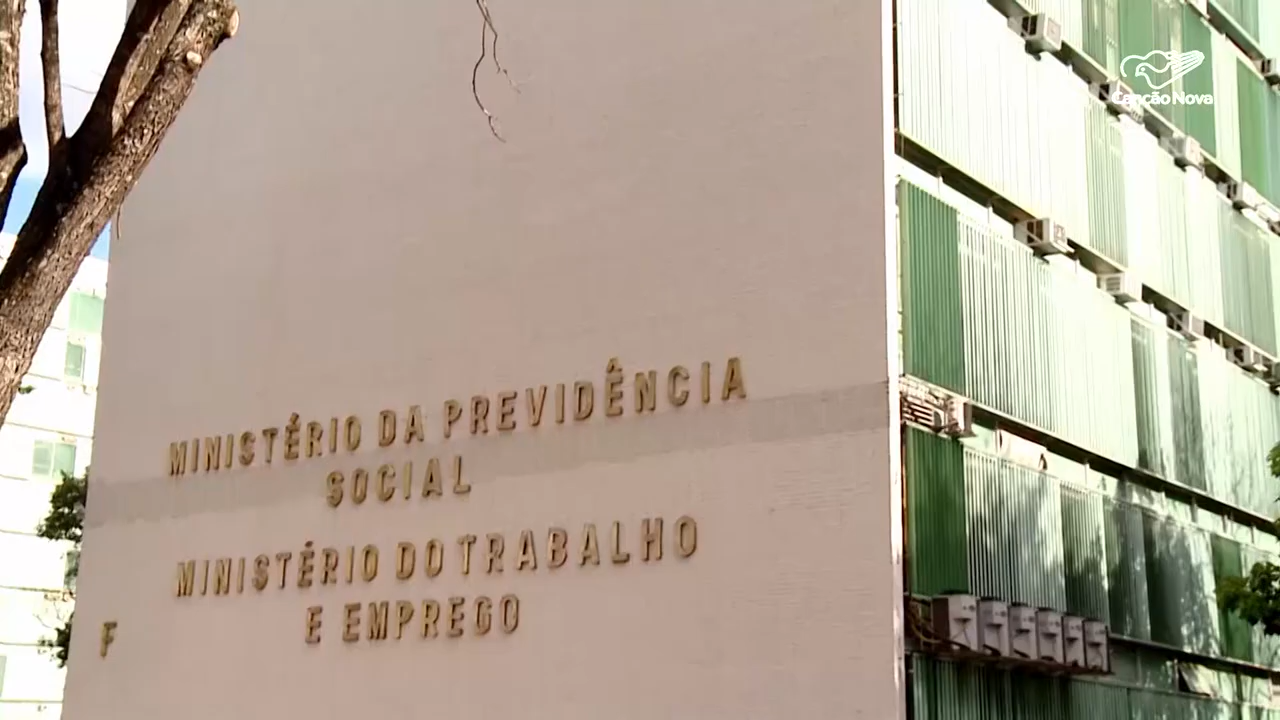 Canção Nova
MINISTÉRIO DA PREVIDÊNCIA
SOCIAL
MINISTÉRIO DO TRABALHO
E EMPREGO
F